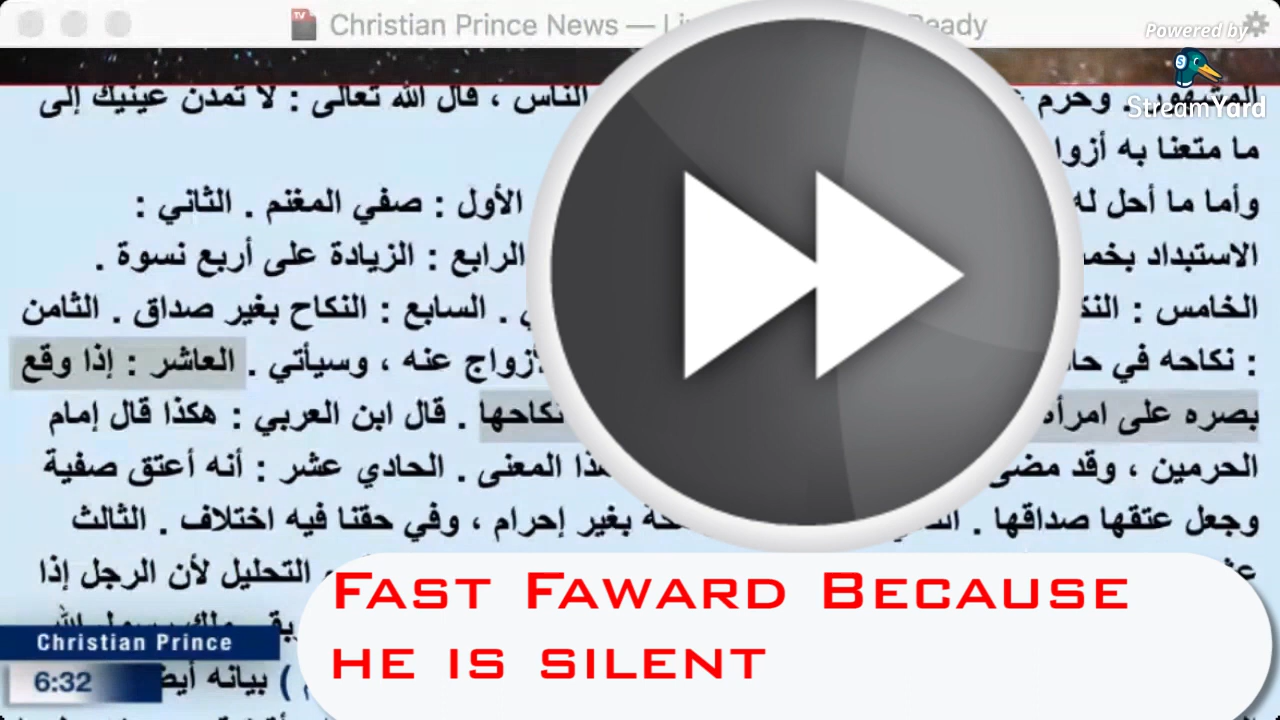 Christian Prince News — Li
eady
Powered by
StreamYard
المشهور . وحرم
الناس ، قال الله تعالى : لا تمدن عينيك إلى
ما متعنا به أزوا
وأما ما أحل له
الأول : صفي المغنم . الثاني :
الاستبداد بخمس
الرابع : الزيادة على أربع نسوة .
الخامس : النك
. السابع : النكاح بغير صداق . الثامن
: نكاحه في حا
لأزواج عنه ، وسيأتي . العاشر : إذا وقع
بصره على امرأة
نكاحها . قال ابن العربي : هكذا قال إمام
الحرمين ، وقد مضى
هذا المعنى . الحادي عشر : أنه أعتق صفية
وجعل عتقها صداقها .
بغير إحرام ، وفي حقنا فيه اختلاف . الثالث
التحليل لأن الرجل إذا
) بيانه
Fast Faward Because
he is silent
Christian Prince
6:32